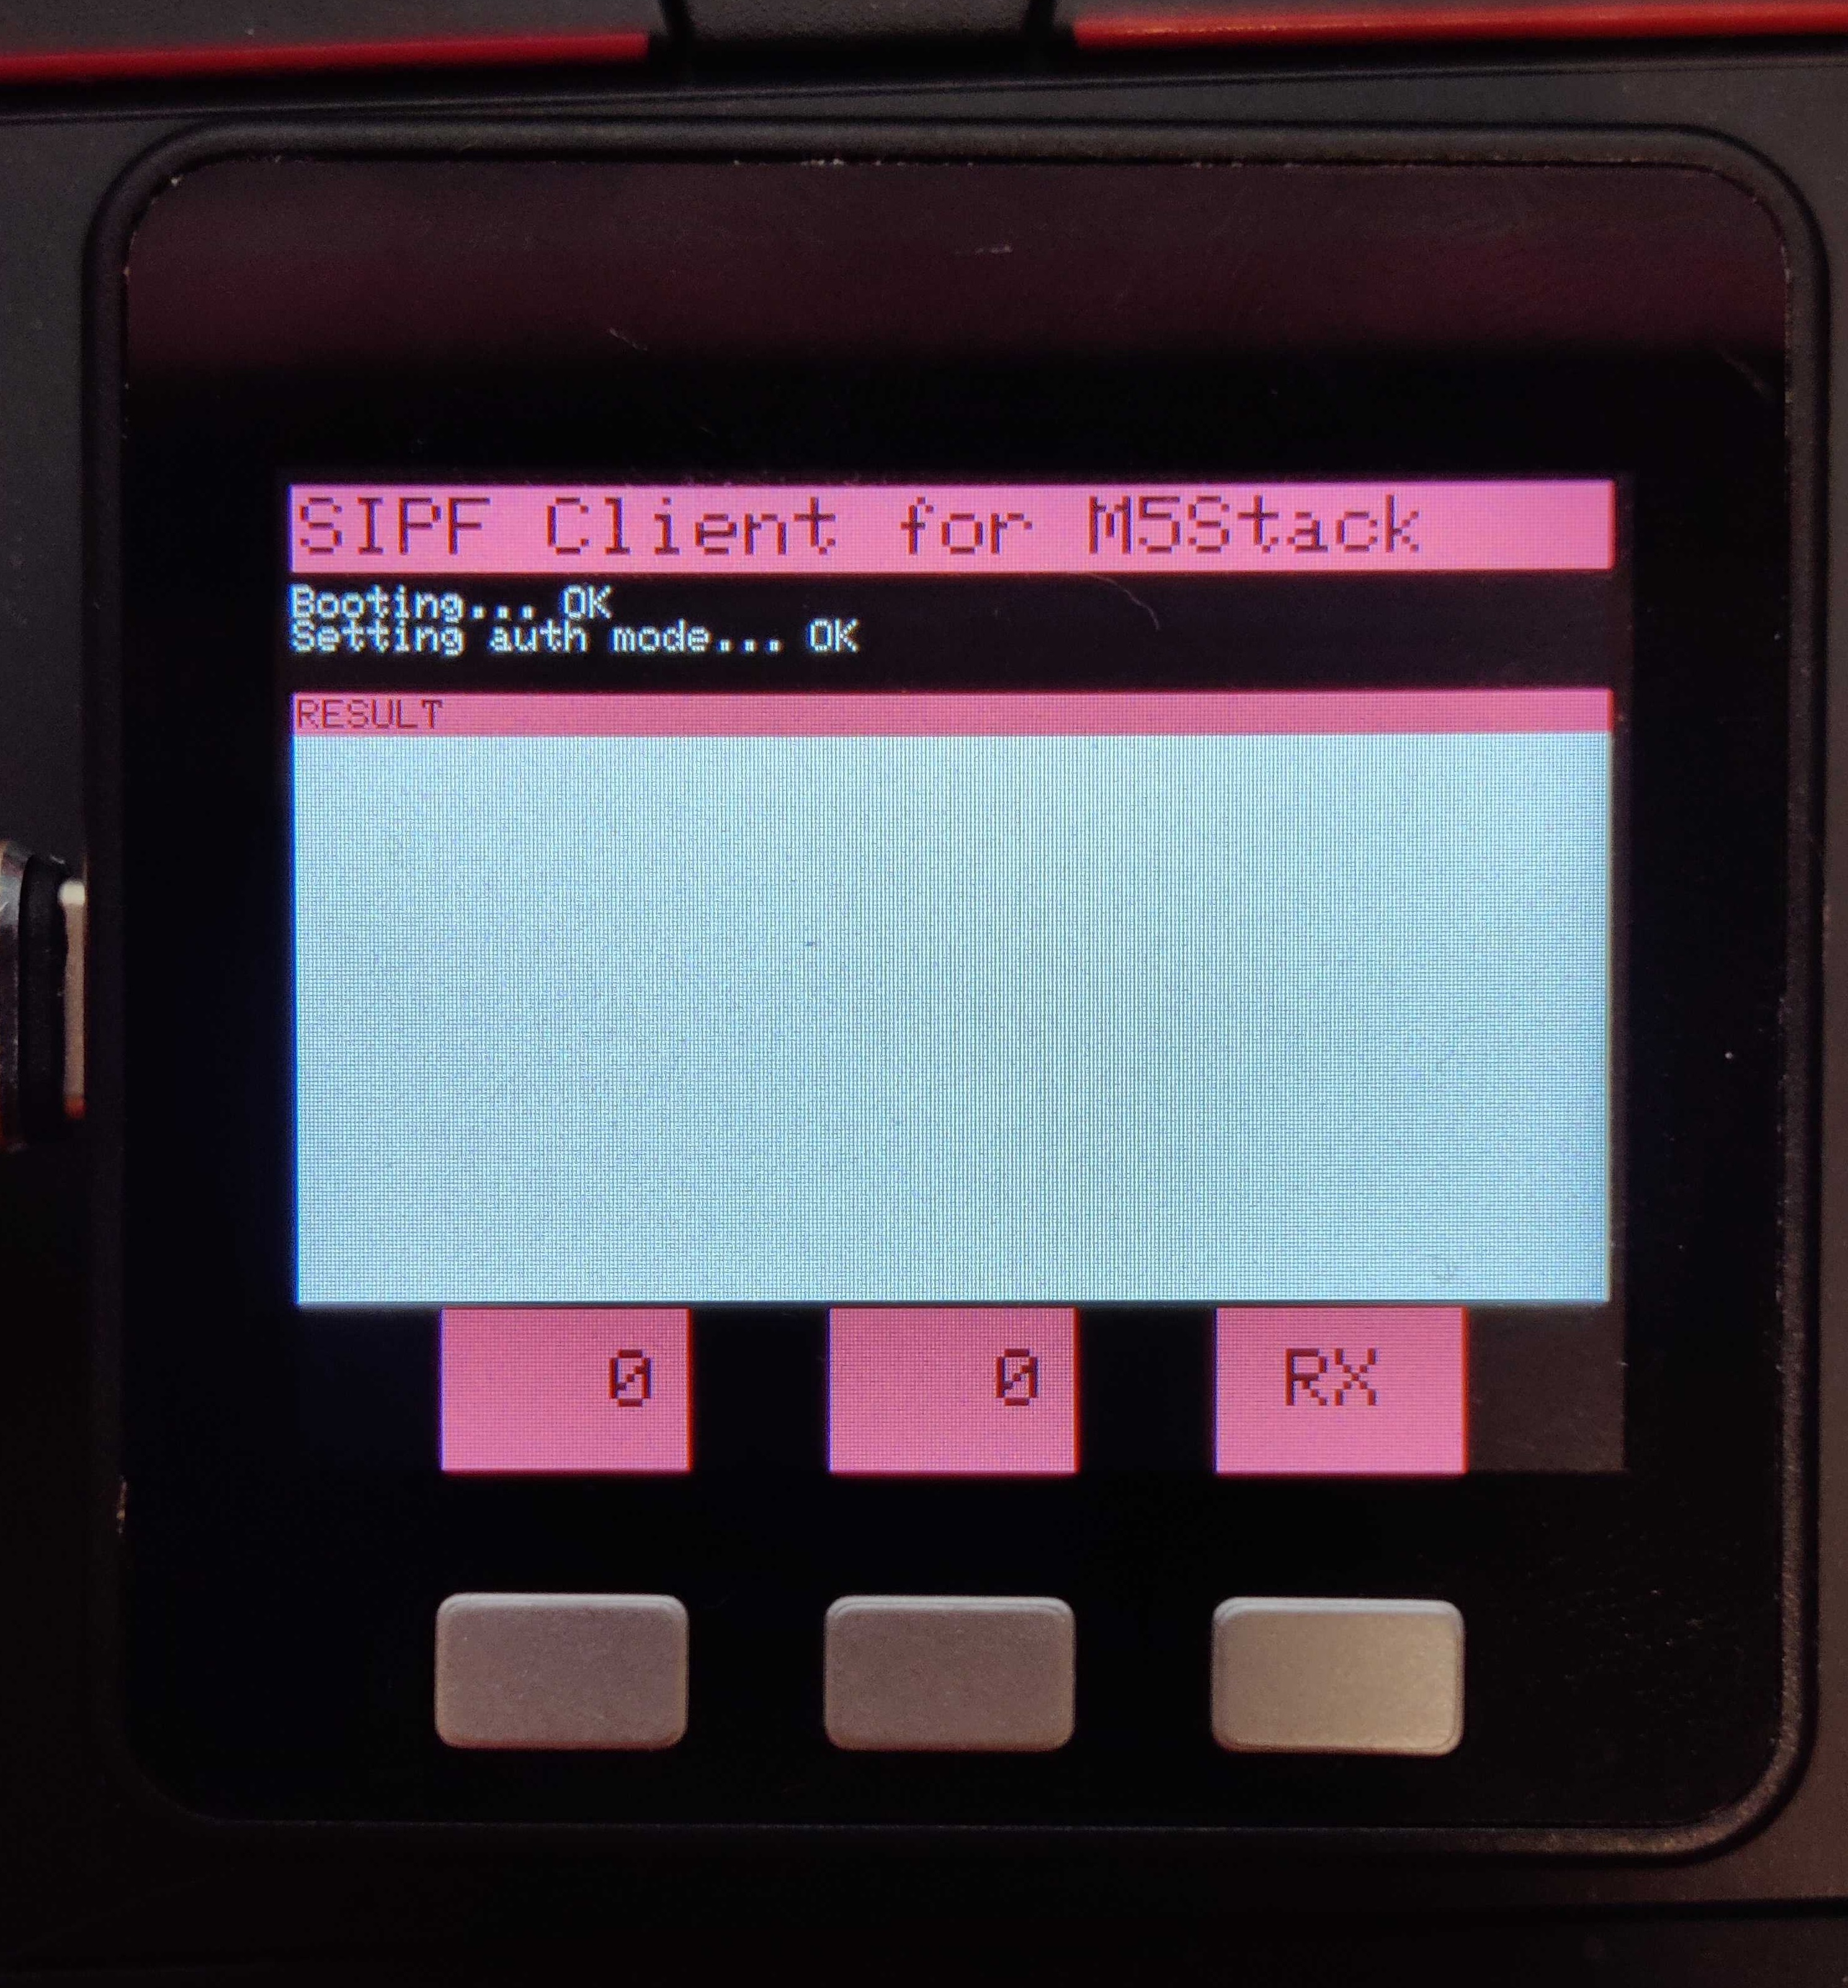 SIPF Client for M5Stack
Booting... OK
Setting auth mode... OK
RESULT
0 0 RX